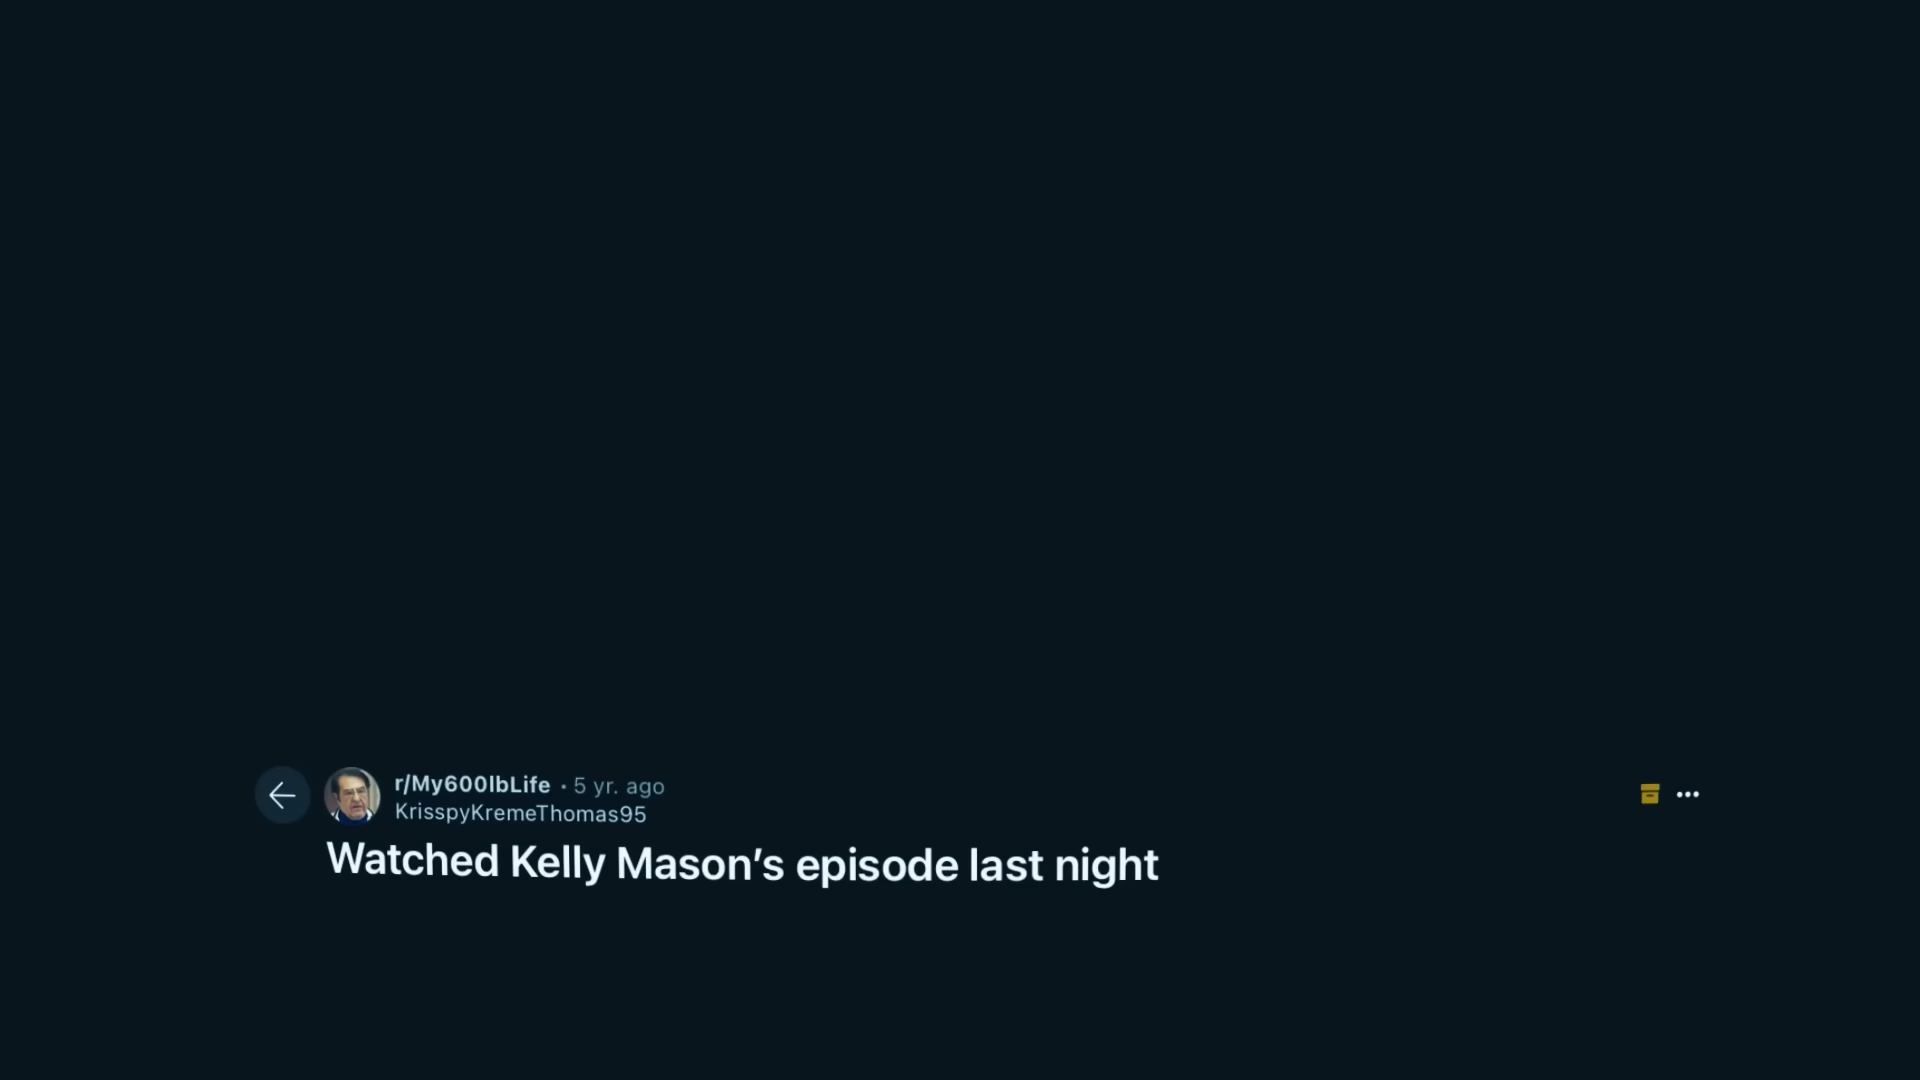 r/My600lbLife · 5 yr. ago
KrisspyKremeThomas95
Watched Kelly Mason’s episode last night